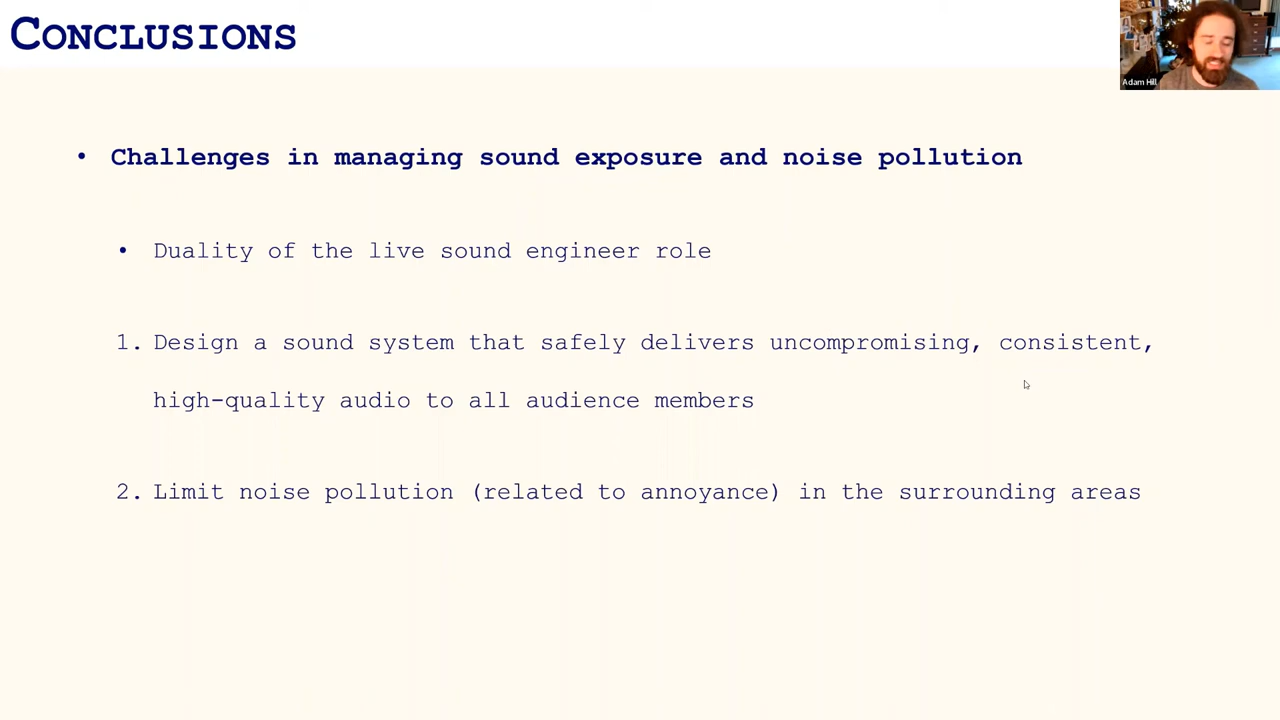 CONCLUSIONS
Adam Hill
• Challenges in managing sound exposure and noise pollution
• Duality of the live sound engineer role
1. Design a sound system that safely delivers uncompromising, consistent,
high-quality audio to all audience members
2. Limit noise pollution (related to annoyance) in the surrounding areas